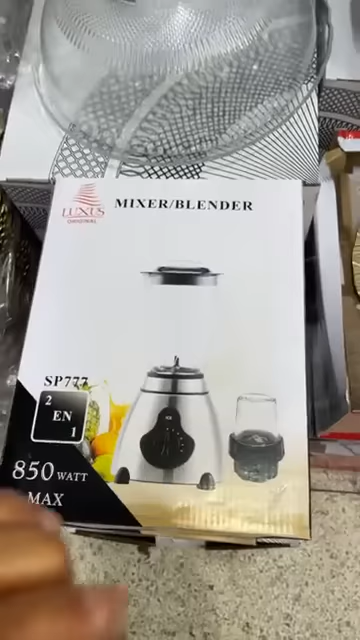 LUXUS
ORIGINAL
MIXER/BLENDER
SP777
2
EN
1
850 WATT
MAX